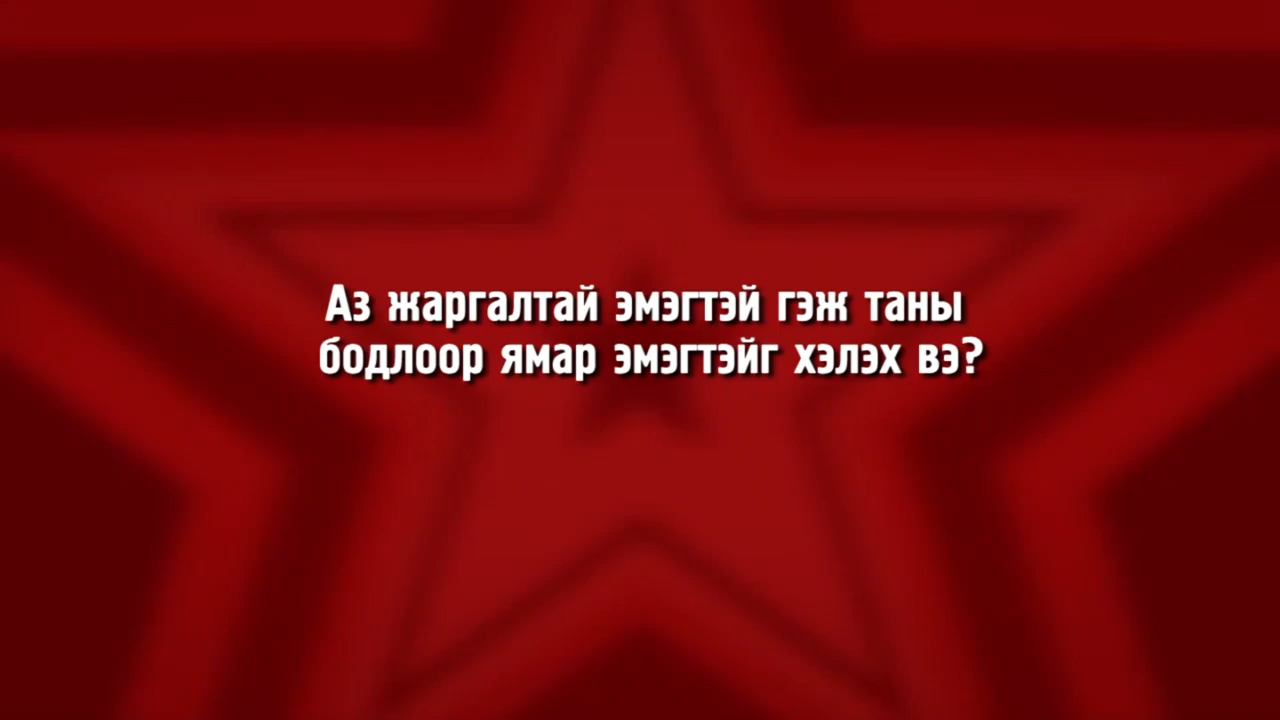 Аз жаргалтай эмэгтэй гэж таны
бодлоор ямар эмэгтэйг хэлэх вэ?